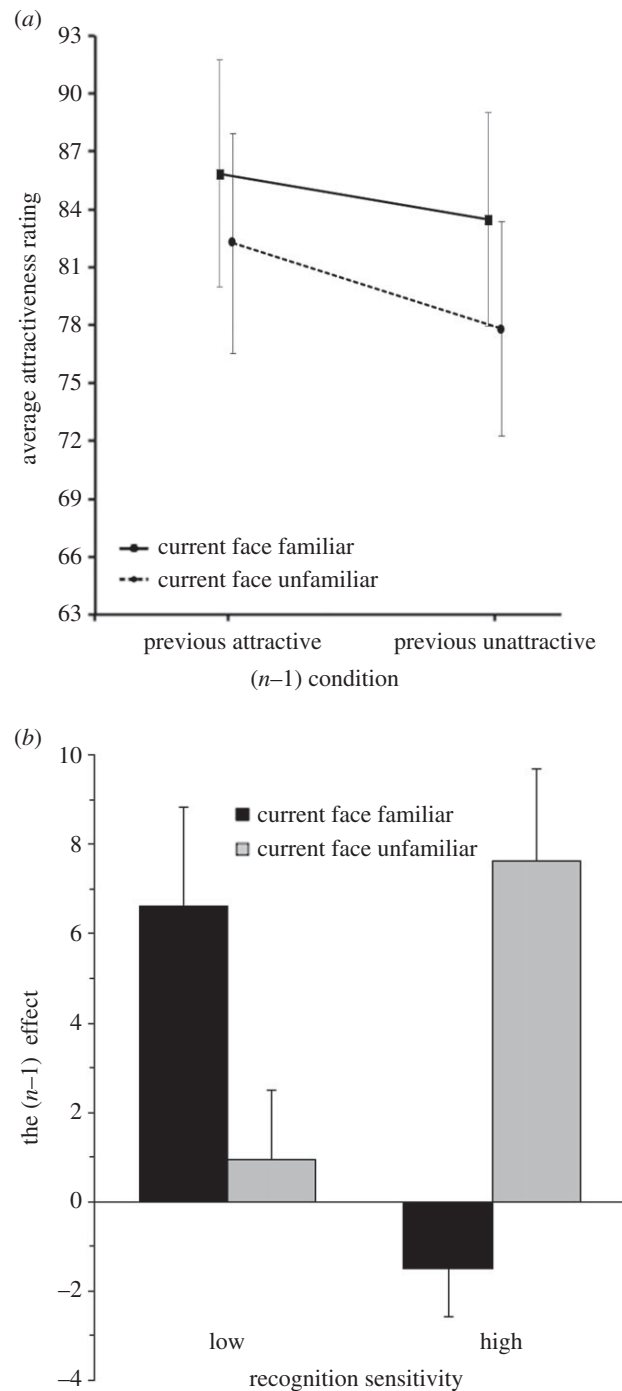 (a)
93
90
87
84
81
78
75
72
69
66
63
average attractiveness rating
current face familiar
current face unfamiliar
previous attractive previous unattractive
(n–1) condition
(b)
10
8
6
4
2
0
–2
–4
the (n–1) effect
current face familiar
current face unfamiliar
low high
recognition sensitivity